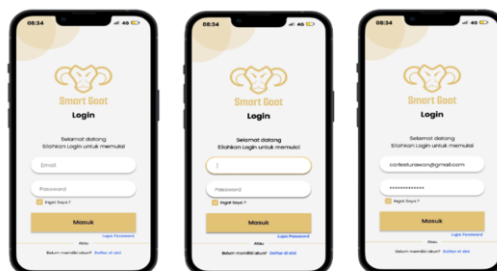 08:34 4G
Smart Goat
Login
Selamat datang
Silahkan Login untuk memulai
Email
Password
Ingat Saya ?
Masuk
Lupa Password
Atau
Belum memiliki akun? Daftar di sini
08:34 4G
Smart Goat
Login
Selamat datang
Silahkan Login untuk memulai
Password
Ingat Saya ?
Masuk
Lupa Password
Atau
Belum memiliki akun? Daftar di sini
08:34 4G
Smart Goat
Login
Selamat datang
Silahkan Login untuk memulai
Ingat Saya ?
Masuk
Lupa Password
Atau
Belum memiliki akun? Daftar di sini